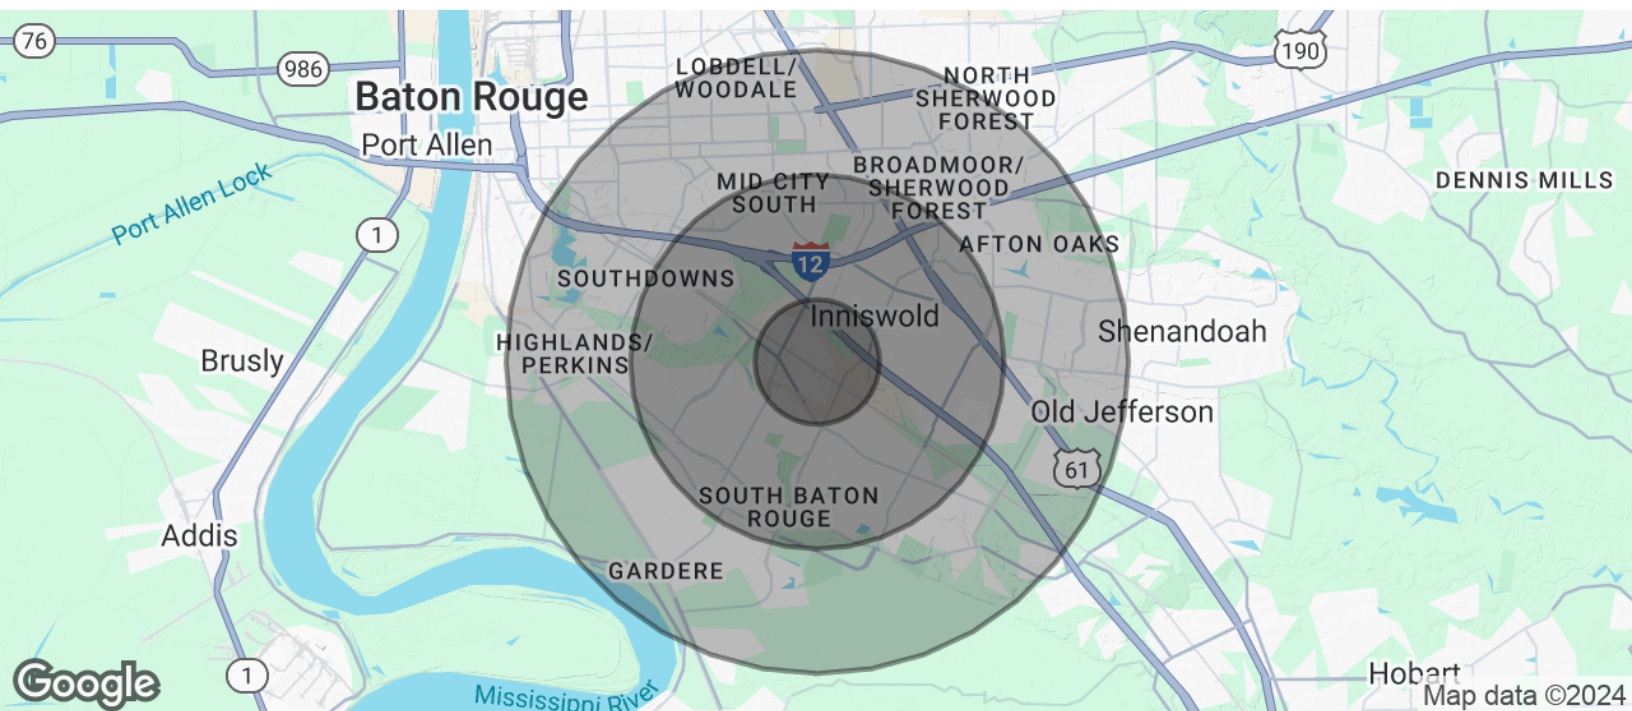 76
986
190
LOBDELL/
WOODALE
NORTH
SHERWOOD
FOREST
Baton Rouge
Port Allen
BROADMOOR/
SHERWOOD
FOREST
MID CITY
SOUTH
DENNIS MILLS
Port Allen Lock
1
AFTON OAKS
12
SOUTHDOWNS
Inniswold
Shenandoah
HIGHLANDS/
PERKINS
Brusly
Old Jefferson
61
SOUTH BATON
ROUGE
Addis
GARDERE
1
Hobart
Google
Mississippi River
Map data ©2024